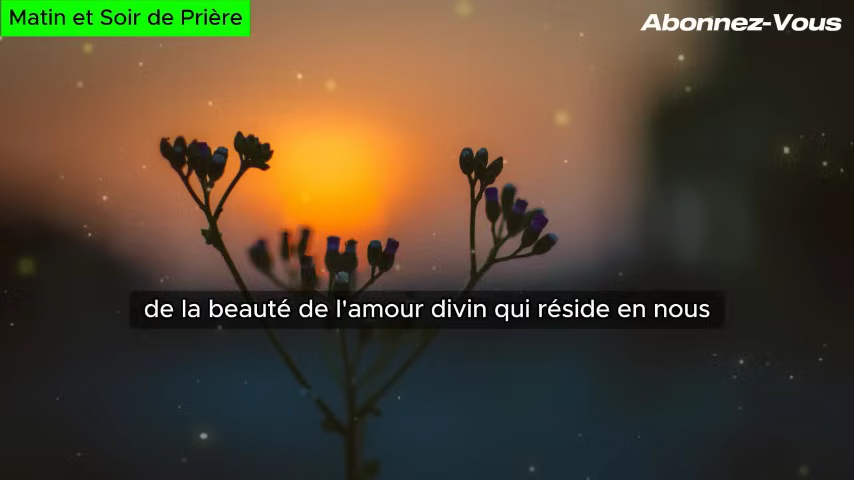 Matin et Soir de Prière
Abonnez-Vous
de la beauté de l'amour divin qui réside en nous